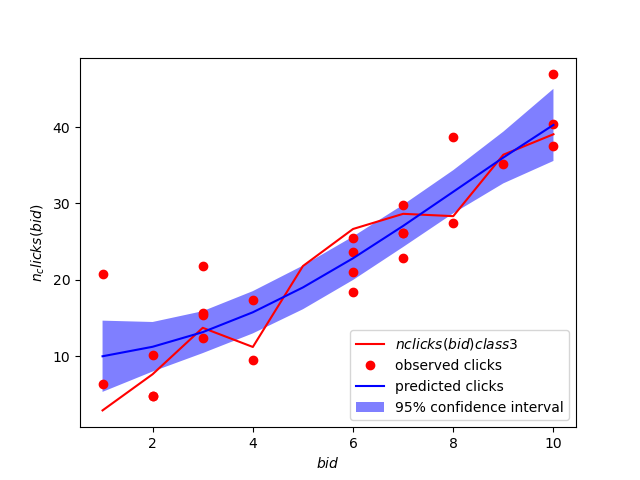 40
30
20
10
n_clicks(bid)
2
4
6
8
10
bid
nclicks(bid)class3
observed clicks
predicted clicks
95% confidence interval